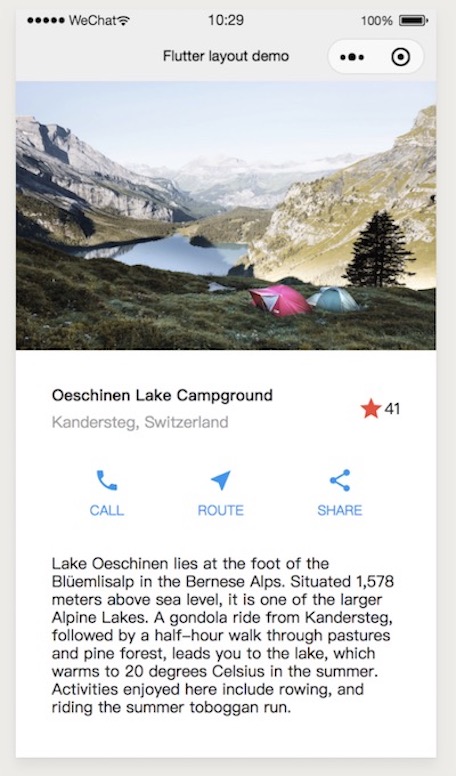 WeChat 10:29 100%
Flutter layout demo
Oeschinen Lake Campground
Kandersteg, Switzerland
41
CALL ROUTE SHARE
Lake Oeschinen lies at the foot of the
Blüemlisalp in the Bernese Alps. Situated 1,578
meters above sea level, it is one of the larger
Alpine Lakes. A gondola ride from Kandersteg,
followed by a half-hour walk through pastures
and pine forest, leads you to the lake, which
warms to 20 degrees Celsius in the summer.
Activities enjoyed here include rowing, and
riding the summer toboggan run.